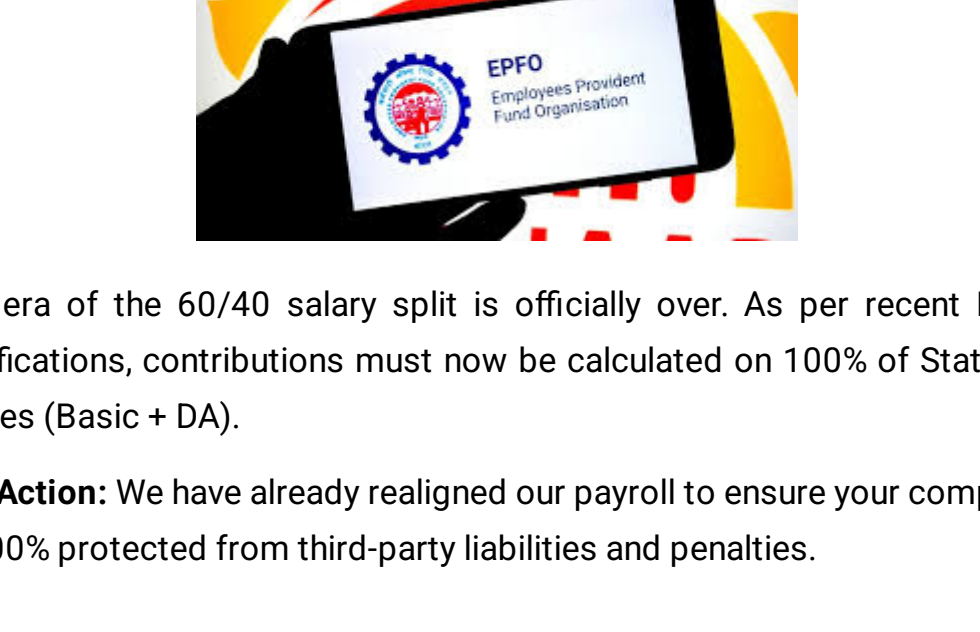 EPFO
Employees Provident
Fund Organisation
era of the 60/40 salary split is officially over. As per recent
fications, contributions must now be calculated on 100% of Stat
es (Basic + DA).
Action: We have already realigned our payroll to ensure your comp
00% protected from third-party liabilities and penalties.